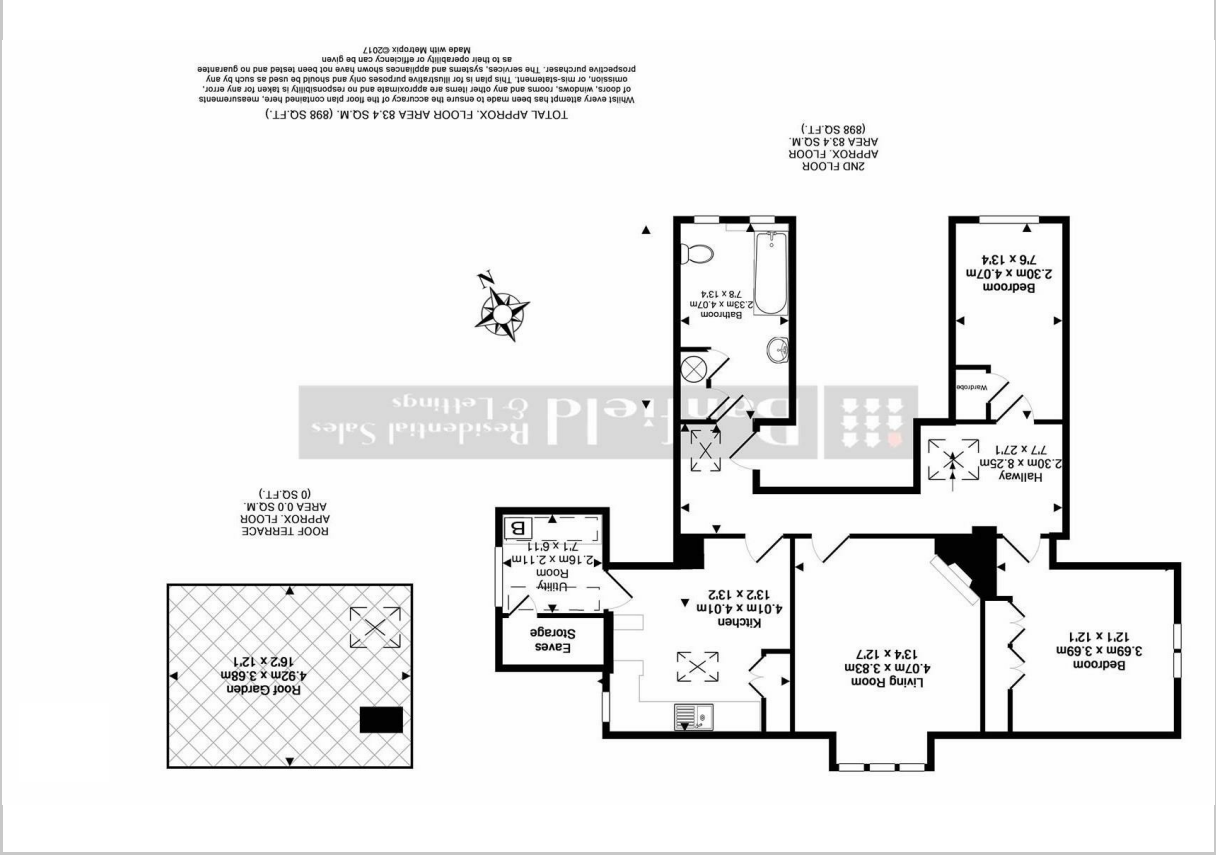 Bedroom
3.69m x 3.69m
12'1 x 12'1
Living Room
4.07m x 3.83m
13'4 x 12'7
Kitchen
4.01m x 4.01m
13'2 x 13'2
Eaves
Storage
Utility
Room
2.16m x 2.11m
7'1 x 6'11
B
Roof Garden
4.92m x 3.68m
16'2 x 12'1
ROOF TERRACE
APPROX. FLOOR
AREA 0.0 SQ.M.
(0 SQ.FT.)
Hallway
2.30m x 8.25m
7'7 x 27'1
Wardrobe
Bedroom
2.30m x 4.07m
7'6 x 13'4
Bathroom
2.33m x 4.07m
7'8 x 13'4
N
Penfield
Residential Sales
& Lettings
2ND FLOOR
APPROX. FLOOR
AREA 83.4 SQ.M.
(898 SQ.FT.)
TOTAL APPROX. FLOOR AREA 83.4 SQ.M. (898 SQ.FT.)
Whilst every attempt has been made to ensure the accuracy of the floor plan contained here, measurements
of doors, windows, rooms and any other items are approximate and no responsibility is taken for any error,
omission, or mis-statement. This plan is for illustrative purposes only and should be used as such by any
prospective purchaser. The services, systems and appliances shown have not been tested and no guarantee
as to their operability or efficiency can be given
Made with Metropix ©2017